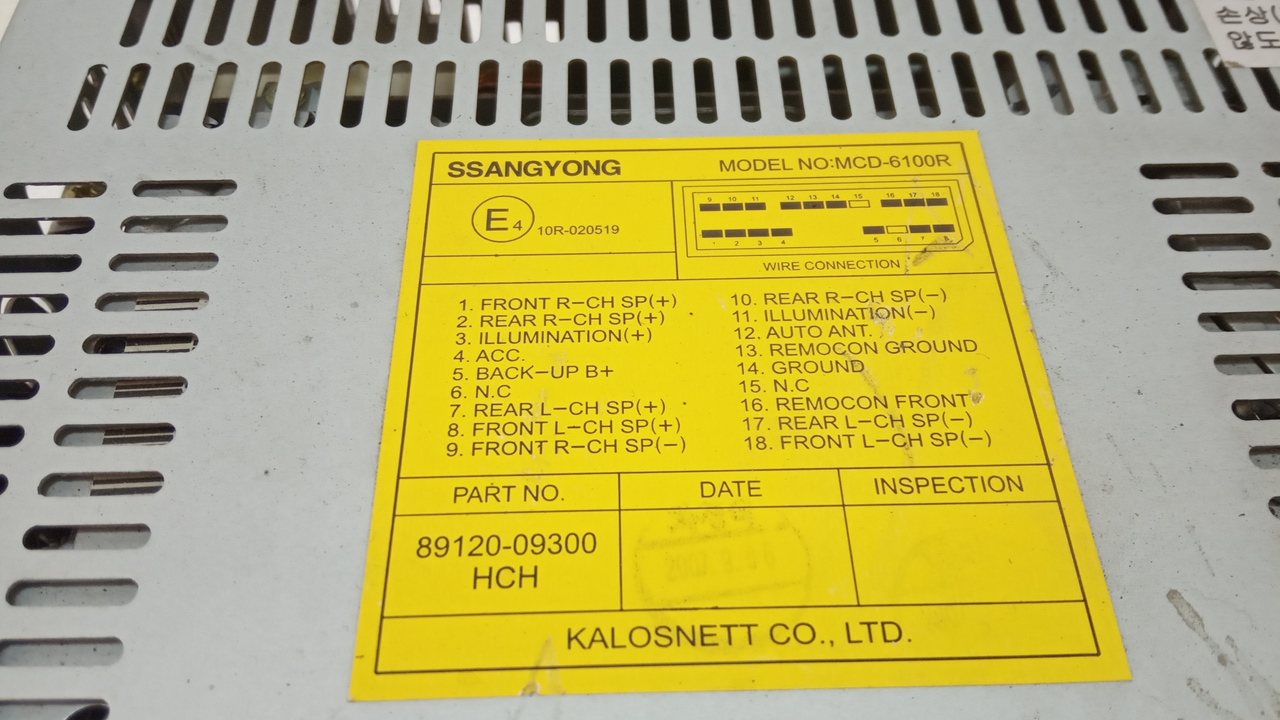 손상(
않도
SSANGYONG MODEL NO:MCD-6100R
E4 10R-020519
9 10 11 12 13 14 15 16 17 18
1 2 3 4 5 6 7 8
WIRE CONNECTION
1. FRONT R-CH SP(+)
2. REAR R-CH SP(+)
3. ILLUMINATION(+)
4. ACC.
5. BACK-UP B+
6. N.C
7. REAR L-CH SP(+)
8. FRONT L-CH SP(+)
9. FRONT R-CH SP(-)
10. REAR R-CH SP(-)
11. ILLUMINATION(-)
12. AUTO ANT.
13. REMOCON GROUND
14. GROUND
15. N.C
16. REMOCON FRONT
17. REAR L-CH SP(-)
18. FRONT L-CH SP(-)
PART NO. DATE INSPECTION
89120-09300
HCH
KALOSNETT CO., LTD.